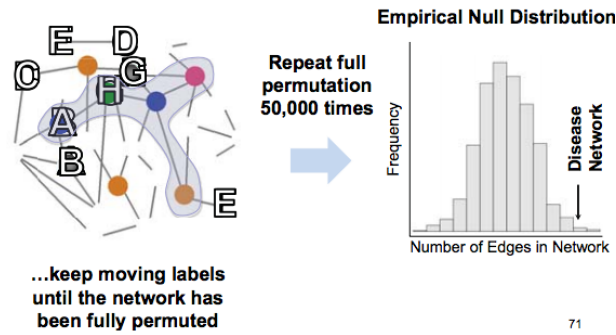 Empirical Null Distribution
E
D
O
G
H
A
B
E
Repeat full
permutation
50,000 times
Frequency
Disease
Network
Number of Edges in Network
...keep moving labels
until the network has
been fully permuted
71